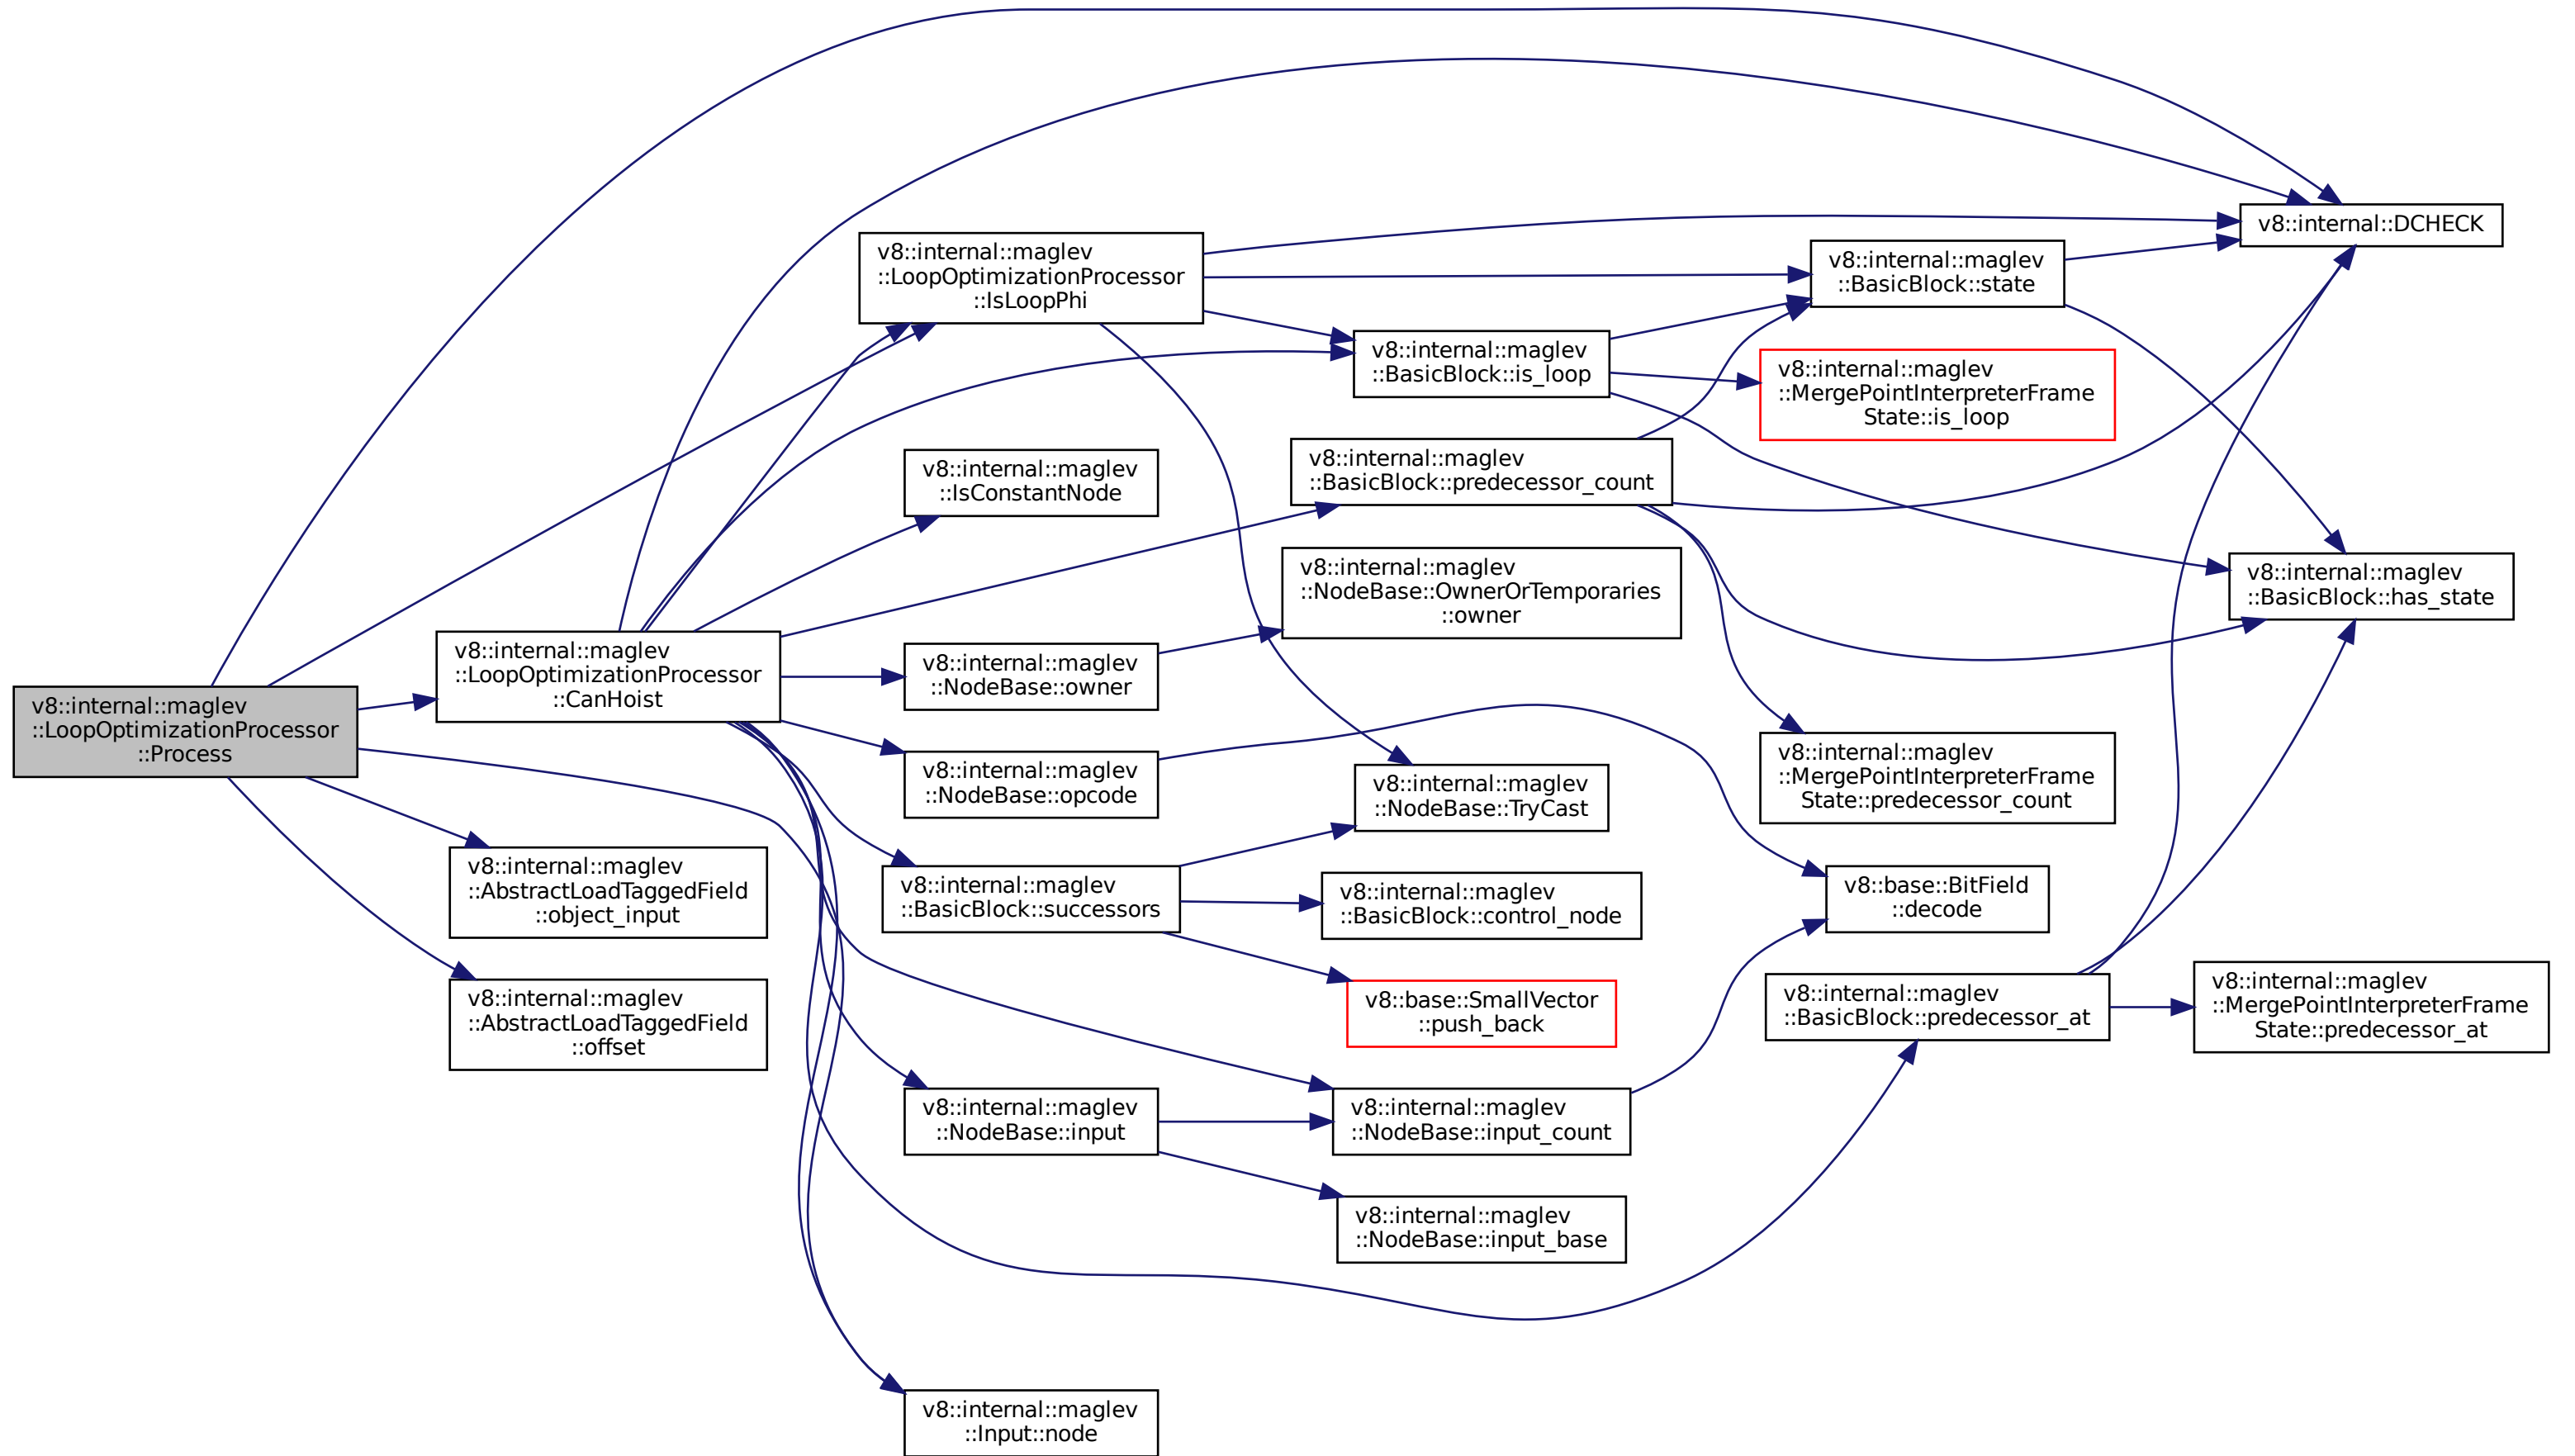 v8::internal::maglev
::LoopOptimizationProcessor
::Process
v8::internal::maglev
::LoopOptimizationProcessor
::CanHoist
v8::internal::maglev
::AbstractLoadTaggedField
::object_input
v8::internal::maglev
::AbstractLoadTaggedField
::offset
v8::internal::maglev
::LoopOptimizationProcessor
::IsLoopPhi
v8::internal::maglev
::IsConstantNode
v8::internal::maglev
::NodeBase::owner
v8::internal::maglev
::NodeBase::opcode
v8::internal::maglev
::BasicBlock::successors
v8::internal::maglev
::NodeBase::input
v8::internal::maglev
::Input::node
v8::internal::maglev
::BasicBlock::is_loop
v8::internal::maglev
::BasicBlock::predecessor_count
v8::internal::maglev
::NodeBase::OwnerOrTemporaries
::owner
v8::internal::maglev
::NodeBase::TryCast
v8::internal::maglev
::BasicBlock::control_node
v8::base::SmallVector
::push_back
v8::internal::maglev
::NodeBase::input_count
v8::internal::maglev
::NodeBase::input_base
v8::internal::maglev
::BasicBlock::state
v8::internal::maglev
::MergePointInterpreterFrame
State::is_loop
v8::internal::maglev
::MergePointInterpreterFrame
State::predecessor_count
v8::base::BitField
::decode
v8::internal::maglev
::BasicBlock::predecessor_at
v8::internal::DCHECK
v8::internal::maglev
::BasicBlock::has_state
v8::internal::maglev
::MergePointInterpreterFrame
State::predecessor_at